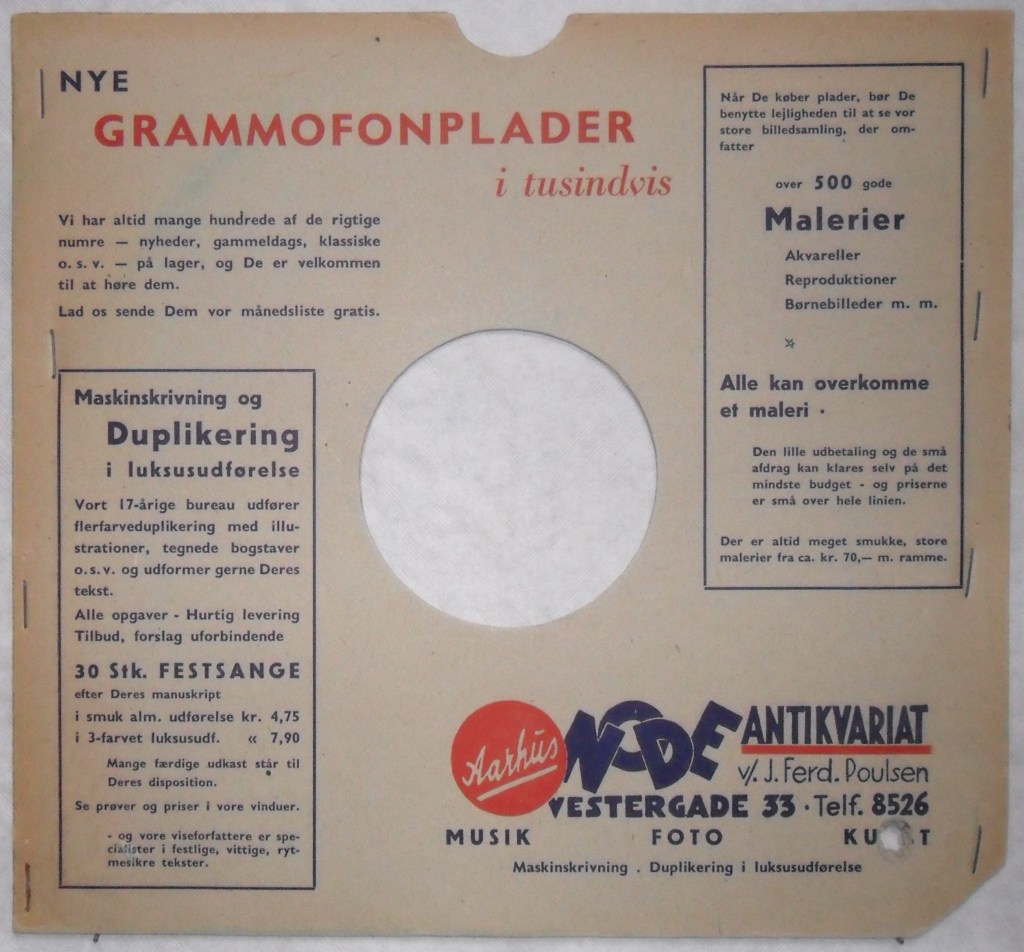 NYE
GRAMMOFONPLADER
i tusindvis
Vi har altid mange hundrede af de rigtige
numre — nyheder, gammeldags, klassiske
o. s. v. — på lager, og De er velkommen
til at høre dem.
Lad os sende Dem vor månedsliste gratis.
Maskinskrivning og
Duplikering
i luksusudførelse
Vort 17-årige bureau udfører
flerfarveduplikering med illu-
strationer, tegnede bogstaver
o. s. v. og udformer gerne Deres
tekst.
Alle opgaver - Hurtig levering
Tilbud, forslag uforbindende
30 Stk. FESTSANGE
efter Deres manuskript
i smuk alm. udførelse kr. 4,75
i 3-farvet luksusudf. « 7,90
Mange færdige udkast står til
Deres disposition.
Se prøver og priser i vore vinduer.
- og vore viseforfattere er spe-
cialister i festlige, vittige, ryt-
mesikre tekster.
Når De køber plader, bør De
benytte lejligheden til at se vor
store billedsamling, der om-
fatter
over 500 gode
Malerier
Akvareller
Reproduktioner
Børnebilleder m. m.
Alle kan overkomme
et maleri ·
Den lille udbetaling og de små
afdrag kan klares selv på det
mindste budget - og priserne
er små over hele linien.
Der er altid meget smukke, store
malerier fra ca. kr. 70,— m. ramme.
Aarhus NODE ANTIKVARIAT
v/. J. Ferd. Poulsen
VESTERGADE 33 · Telf. 8526
MUSIK FOTO
Maskinskrivning . Duplikering i luksusudførelse